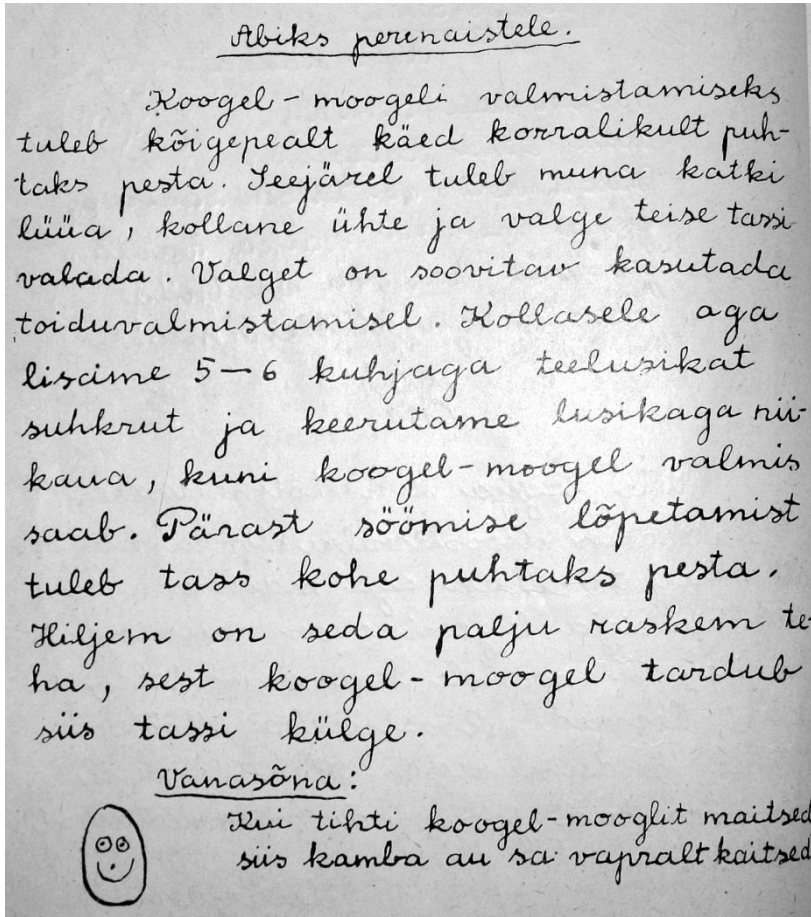 Abiks perenaistele.
Koogel-moogeli valmistamiseks
tuleb kõigepealt käed korralikult puh-
taks pesta. Seejärel tuleb muna katki
lüüa, kollane ühte ja valge teise tassi
valada. Valget on soovitav kasutada
toiduvalmistamisel. Kollasele aga
lisame 5-6 kuhjaga teelusikat
suhkrut ja keerutame lusikaga nii-
kaua, kuni koogel-moogel valmis
saab. Pärast söömise lõpetamist
tuleb tass kohe puhtaks pesta.
Hiljem on seda palju raskem te-
ha, sest koogel-moogel tardub
siis tassi külge.
Vanasõna:
Kui tihti koogel-mooglit maitsed
siis kamba au sa vapralt kaitsed